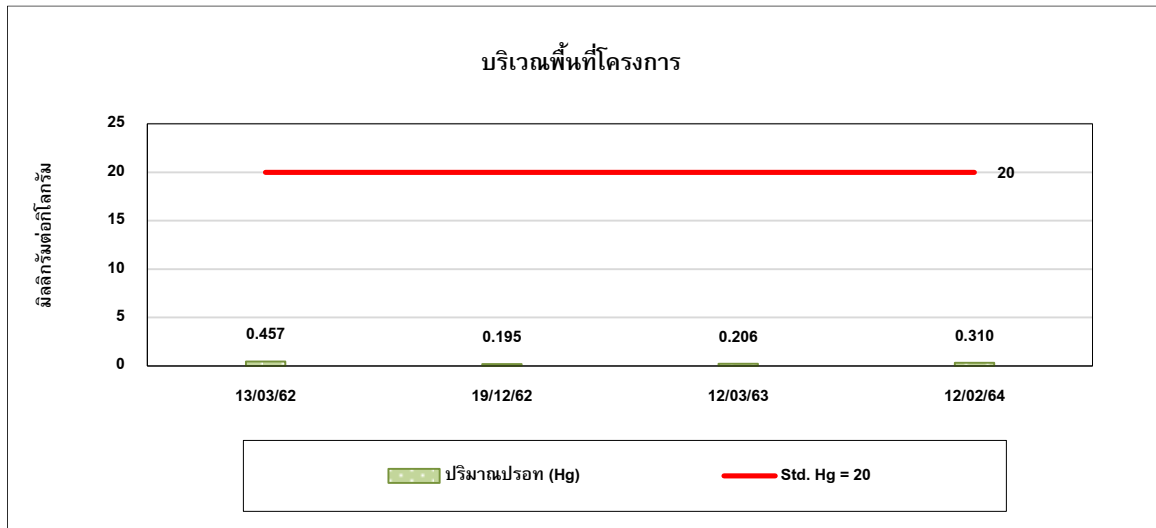 บริเวณพื้นที่โครงการ
มิลลิกรัมต่อกิโลกรัม
25
20
20
15
10
5
0.457 0.195 0.206 0.310
0
13/03/62 19/12/62 12/03/63 12/02/64
ปริมาณปรอท (Hg) Std. Hg = 20